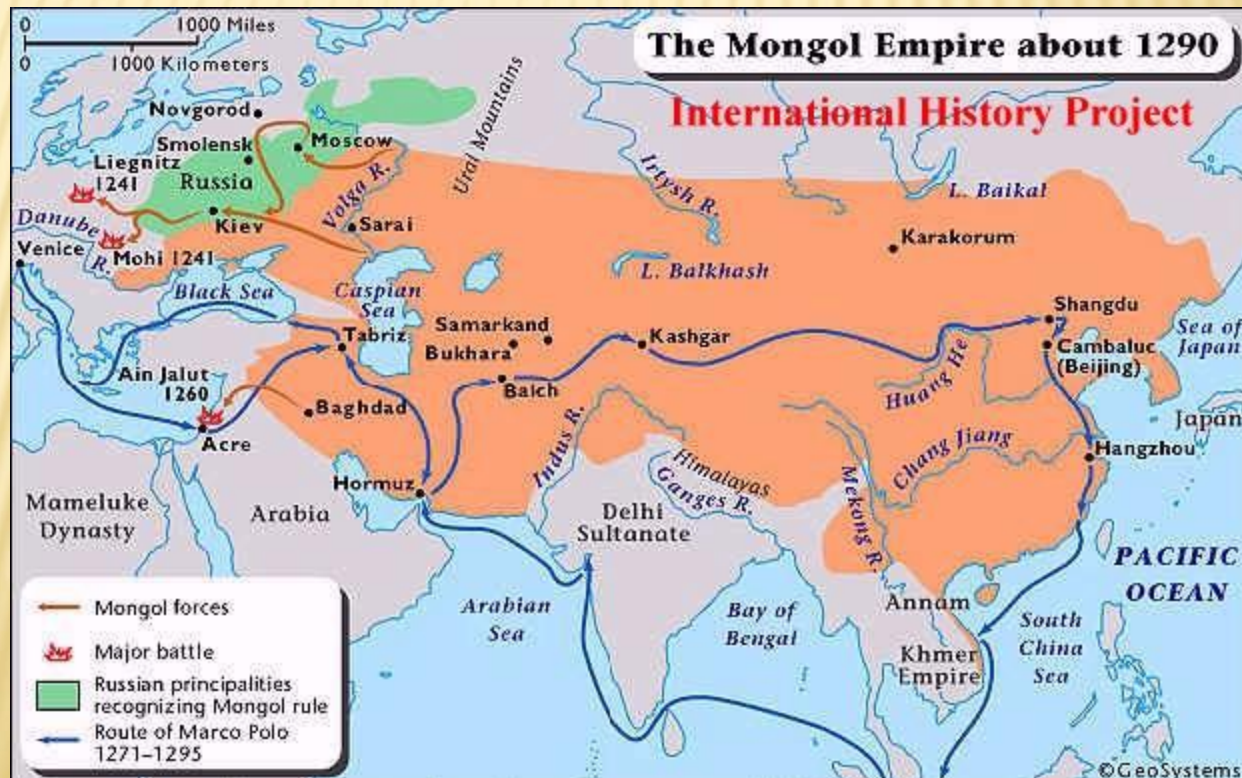 0 1000 Miles
0 1000 Kilometers
The Mongol Empire about 1290
International History Project
Novgorod
Smolensk
Moscow
Liegnitz
1241
Russia
Ural Mountains
Volga R.
Irtysh R.
L. Baikal
Danube
R.
Kiev
Sarai
Karakorum
Venice
Mohi 1241
L. Balkhash
Black Sea
Caspian
Sea
Tabriz
Samarkand
Bukhara
Kashgar
Shangdu
Sea of
Japan
Cambaluc
(Beijing)
Huang He
Ain Jalut
1260
Balch
Baghdad
Acre
Japan
Indus R.
Chang Jiang
Hangzhou
Hormuz
Himalayas
Ganges R.
Mekong R.
Mameluke
Dynasty
Arabia
Delhi
Sultanate
PACIFIC
OCEAN
Arabian
Sea
Bay of
Bengal
Annam
South
China
Sea
Khmer
Empire
Mongol forces
Major battle
Russian principalities
recognizing Mongol rule
Route of Marco Polo
1271–1295
©GeoSystems